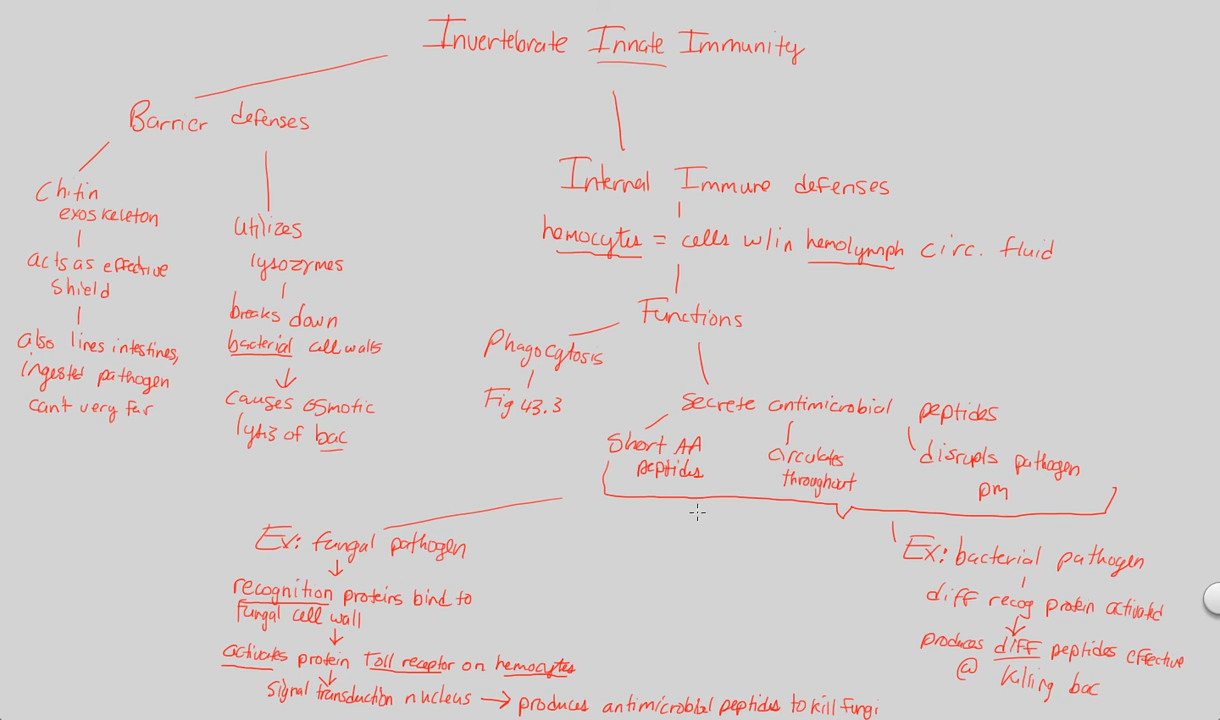 Invertebrate Innate Immunity
Barrier defenses
Chitin
exoskeleton
acts as effective
shield
also lines intestines,
ingested pathogen
can't very far
utilizes
lysozymes
breaks down
bacterial cell walls
causes osmotic
lysis of bac
Internal Immune defenses
hemocytes = cells w/in hemolymph circ. fluid
Functions
Phagocytosis
Fig 43.3
Secrete antimicrobial peptides
Short AA
peptides
circulates
throughout
disrupts pathogen
pm
Ex: fungal pathogen
recognition proteins bind to
fungal cell wall
activates protein Toll receptor on hemocytes
signal transduction nucleus → produces antimicrobial peptides to kill fungi
Ex: bacterial pathogen
diff recog protein activated
produces diff peptides effective
@ killing bac